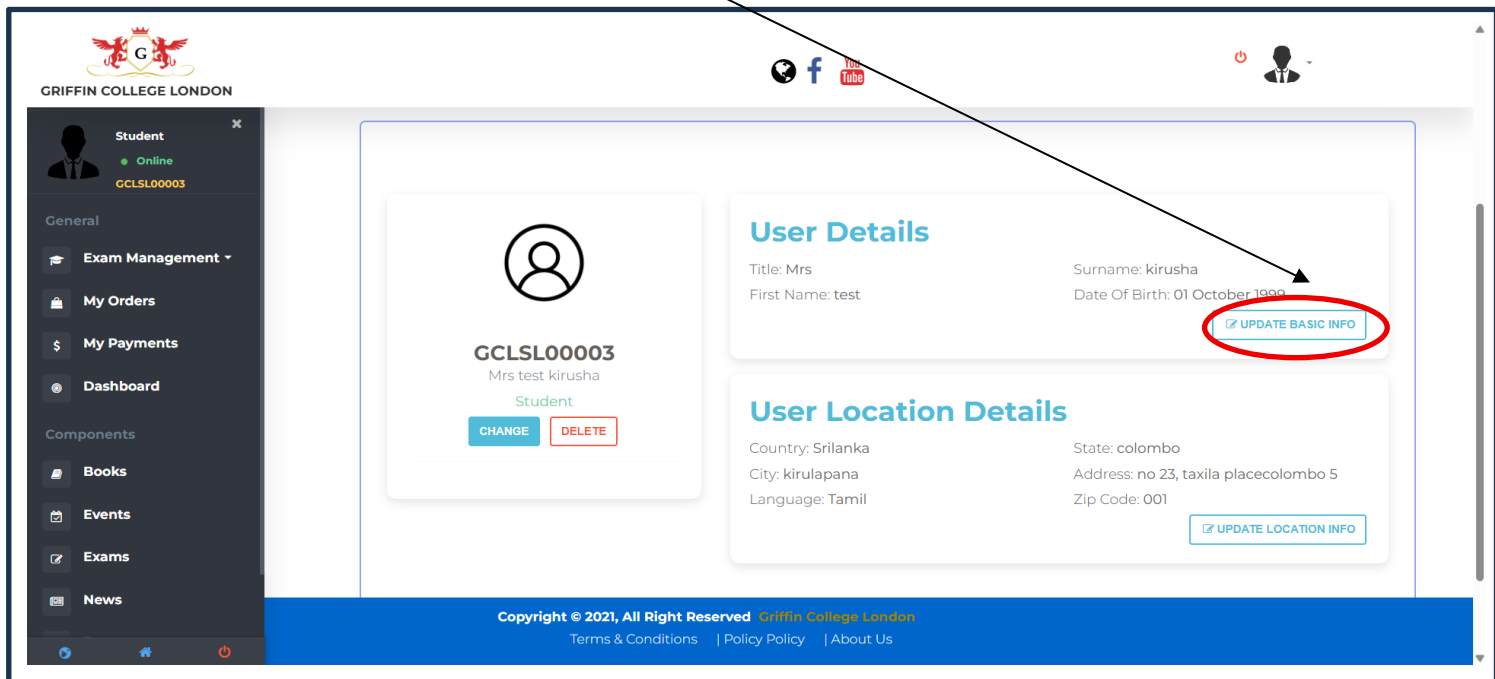 G
GRIFFIN COLLEGE LONDON
f You Tube
Student
Online
GCLSL00003
General
Exam Management
My Orders
$ My Payments
Dashboard
Components
Books
Events
Exams
News
GCLSL00003
Mrs test kirusha
Student
CHANGE DELETE
User Details
Title: Mrs Surname: kirusha
First Name: test Date Of Birth: 01 October 1999
UPDATE BASIC INFO
User Location Details
Country: Srilanka State: colombo
City: kirulapana Address: no 23, taxila placecolombo 5
Language: Tamil Zip Code: 001
UPDATE LOCATION INFO
Copyright © 2021, All Right Reserved Griffin College London
Terms & Conditions | Policy Policy | About Us